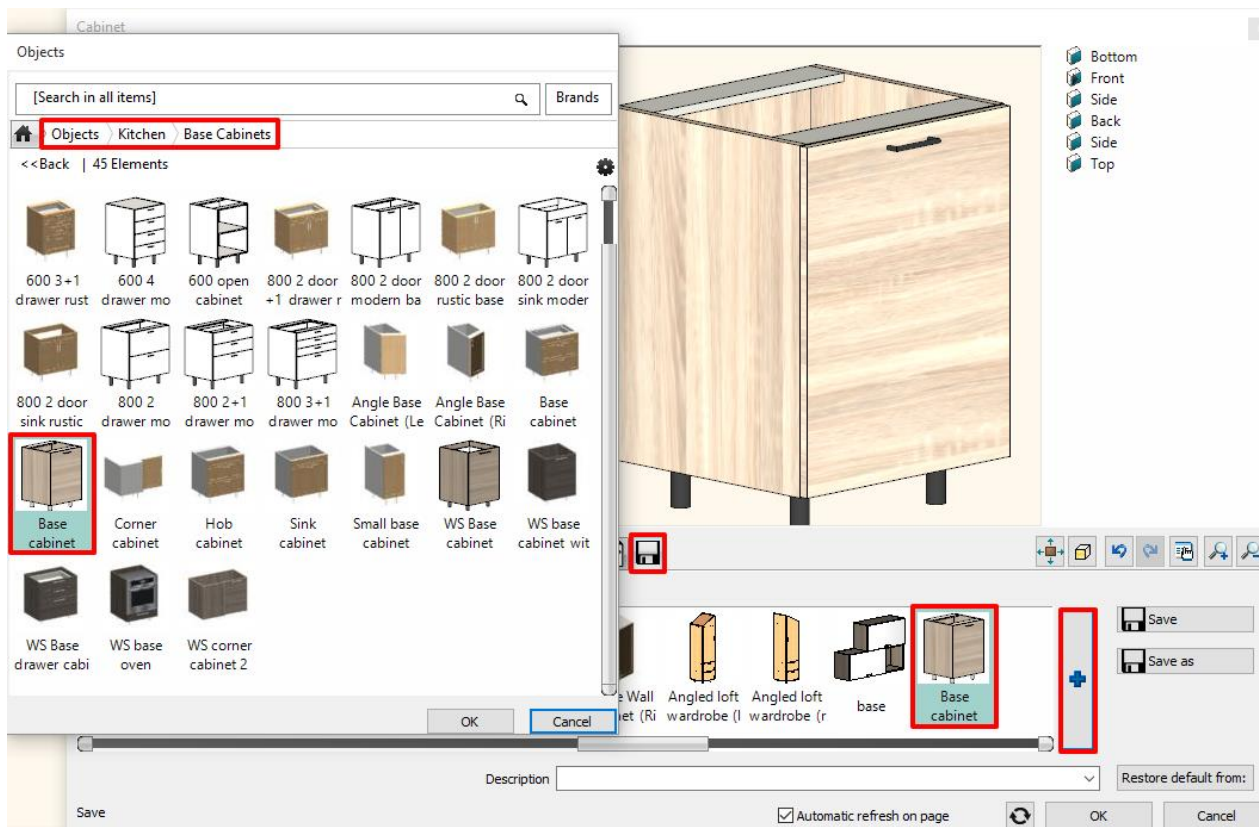 Cabinet
Objects
[Search in all items]
Brands
Objects Kitchen Base Cabinets
<<Back | 45 Elements
600 3+1 600 4 600 open 800 2 door 800 2 door 800 2 door 800 2 door
drawer rust drawer mo cabinet +1 drawer r modern ba rustic base sink moder
800 2 door 800 2 800 2+1 800 3+1 Angle Base Angle Base Base
sink rustic drawer mo drawer mo drawer mo Cabinet (Le Cabinet (Ri cabinet
Base Corner Hob Sink Small base WS Base WS base
cabinet cabinet cabinet cabinet cabinet cabinet cabinet wit
WS Base WS base WS corner
drawer cabi oven cabinet 2
OK Cancel
Bottom
Front
Side
Back
Side
Top
Wall Angled loft Angled loft base Base
(Ri wardrobe (l wardrobe (r cabinet
Save
Save as
Description
Restore default from:
Save
Automatic refresh on page
OK
Cancel